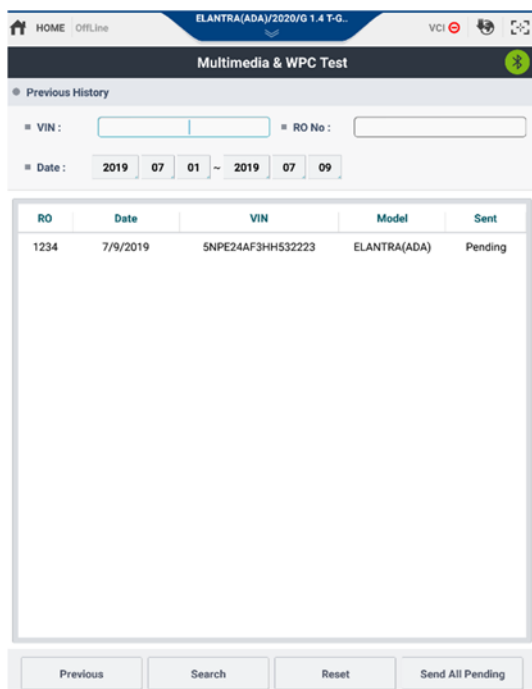 HOME OffLine ELANTRA(ADA)/2020/G 1.4 T-G.. VCI
Multimedia & WPC Test
Previous History
VIN : RO No :
Date : 2019 07 01 ~ 2019 07 09
RO Date VIN Model Sent
1234 7/9/2019 5NPE24AF3HH532223 ELANTRA(ADA) Pending
Previous Search Reset Send All Pending